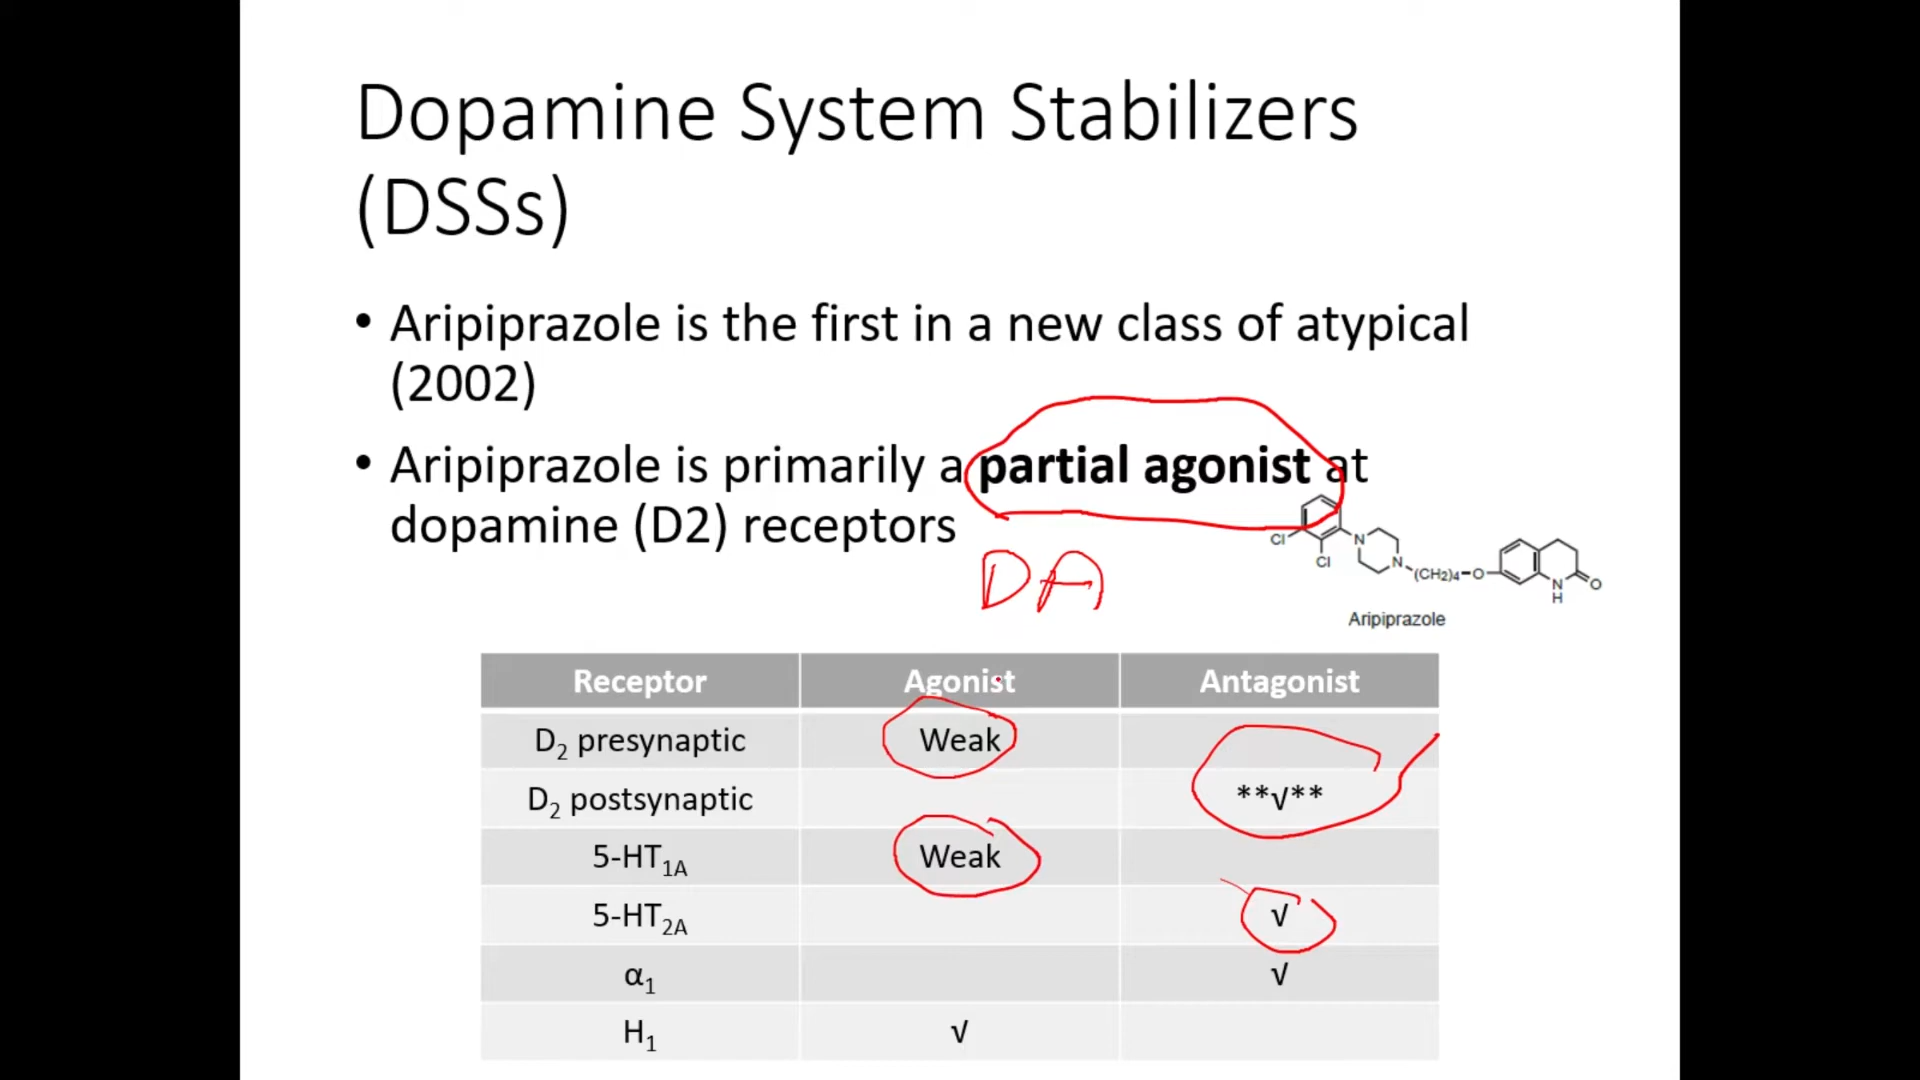 Dopamine System Stabilizers
(DSSs)
• Aripiprazole is the first in a new class of atypical
(2002)
• Aripiprazole is primarily a partial agonist at
dopamine (D2) receptors
DA
Cl
Cl
N
N
(CH2)4-O
N
H
O
Aripiprazole
Receptor Agonist Antagonist
D2 presynaptic Weak
D2 postsynaptic **√**
5-HT1A Weak
5-HT2A √
α1 √
H1 √